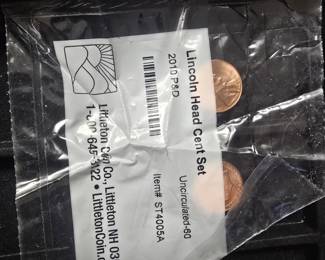 Lincoln Head Cent Set
2010 P&D
Uncirculated-60
Item# ST4005A
Littleton Coin Co., Littleton NH 03
LittletonCoin.c